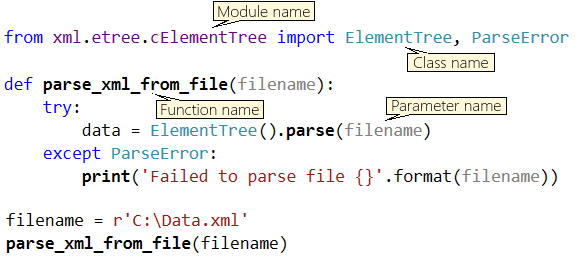 Module name
from xml.etree.cElementTree import ElementTree, ParseError
Class name
def parse_xml_from_file(filename):
Function name
Parameter name
    try:
        data = ElementTree().parse(filename)
    except ParseError:
        print('Failed to parse file {}'.format(filename))
filename = r'C:\Data.xml'
parse_xml_from_file(filename)